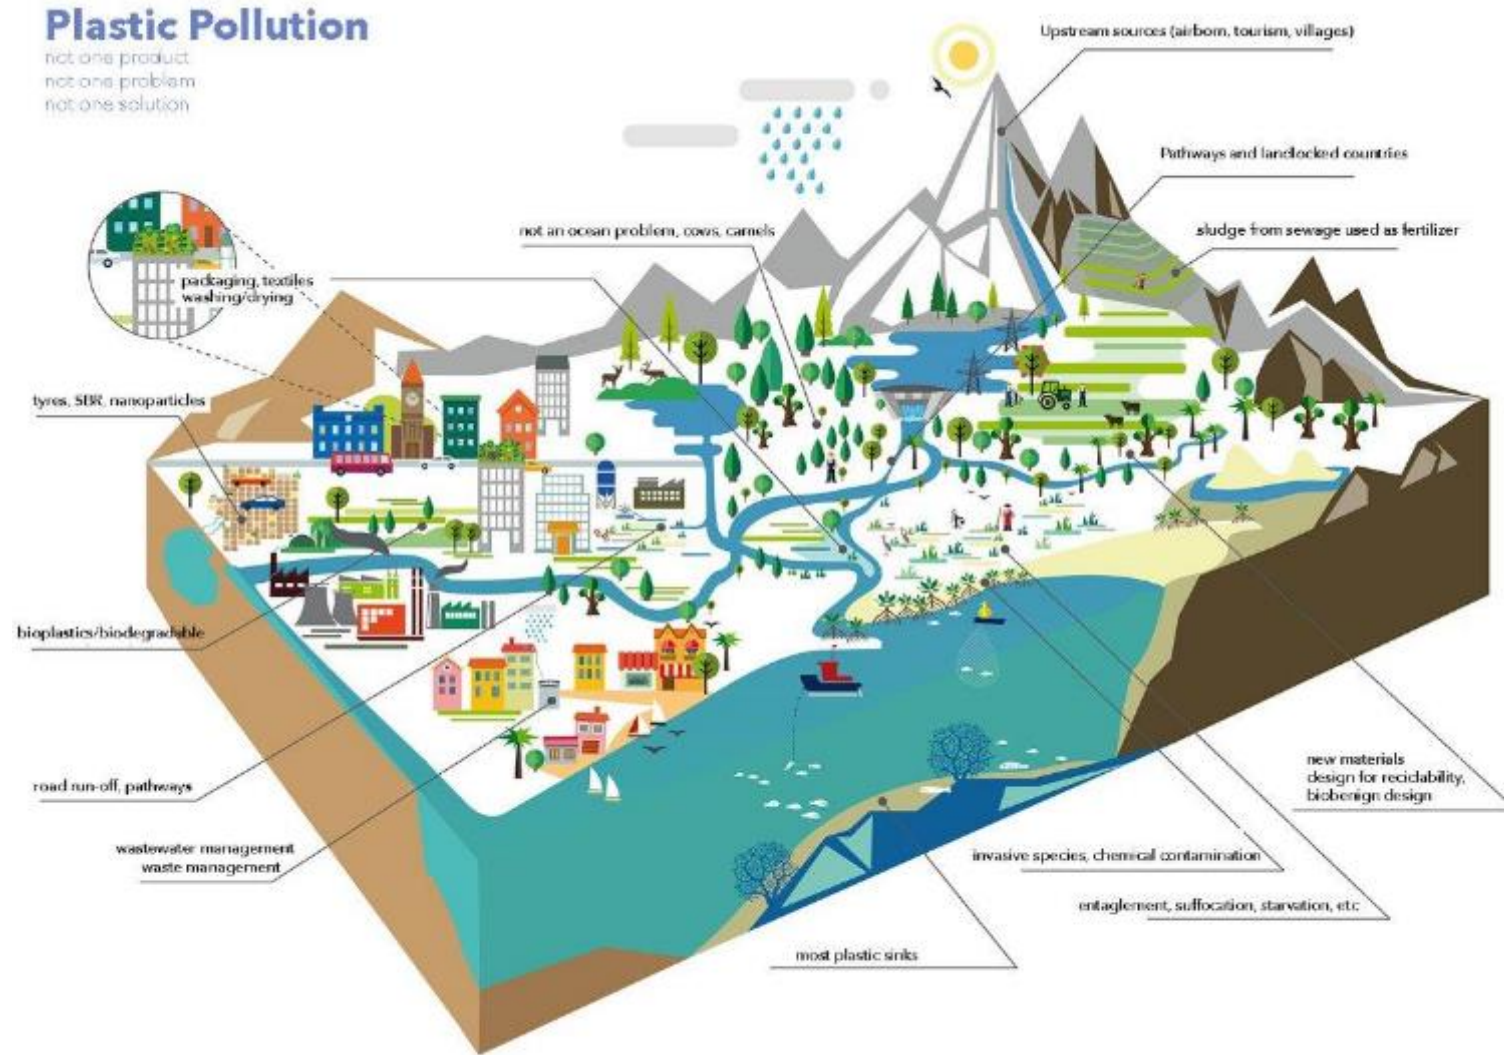 Plastic Pollution
not one product
not one problem
not one solution
Upstream sources (airborn, tourism, villages)
Pathways and landlocked countries
not an ocean problem, cows, camels
sludge from sewage used as fertilizer
packaging, textiles
washing/drying
tyres, SBR, nanoparticles
bioplastics/biodegradable
road run-off, pathways
wastewater management
waste management
new materials
design for reciclability,
biobenign design
invasive species, chemical contamination
entaglement, suffocation, starvation, etc
most plastic sinks